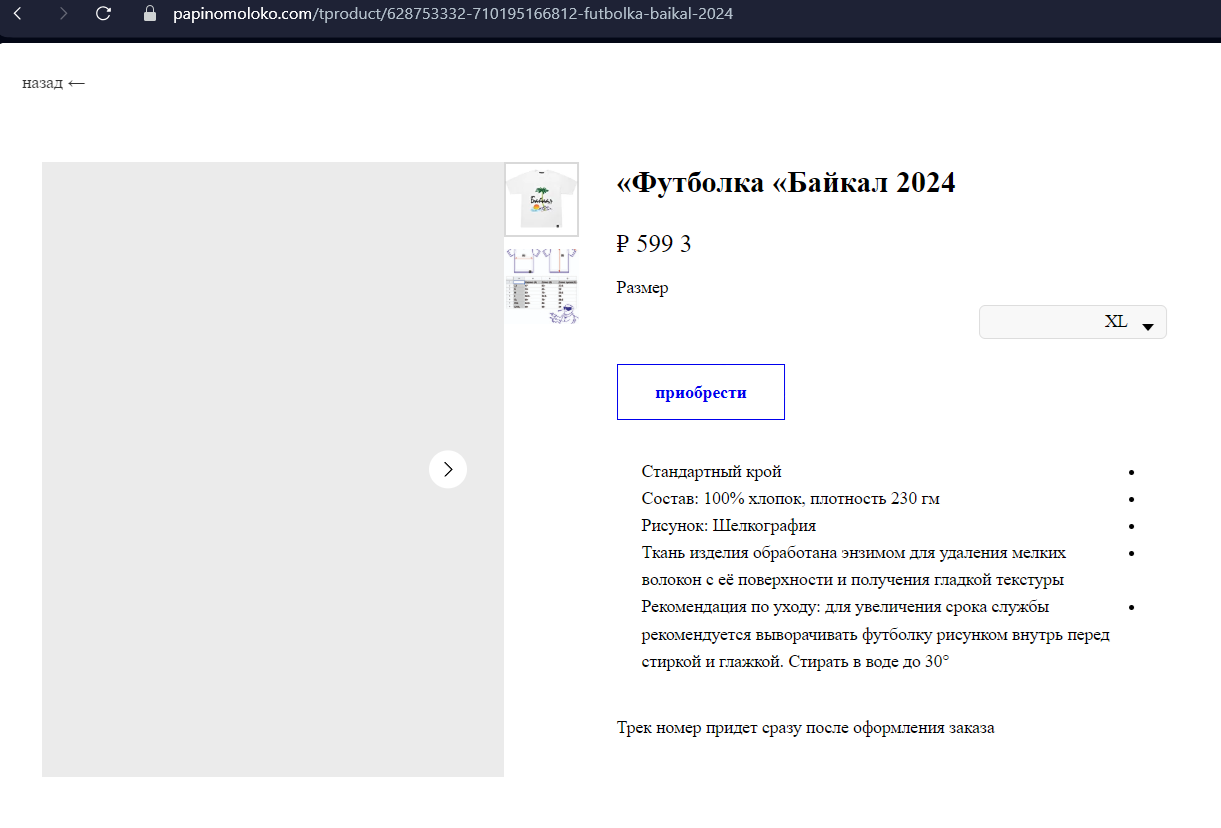 papinomoloko.com/tproduct/628753332-710195166812-futbolka-baikal-2024
назад ←
«Футболка «Байкал 2024
₽ 599 3
Размер
XL
приобрести
Стандартный крой
Состав: 100% хлопок, плотность 230 гм
Рисунок: Шелкография
Ткань изделия обработана энзимом для удаления мелких
волокон с её поверхности и получения гладкой текстуры
Рекомендация по уходу: для увеличения срока службы
рекомендуется выворачивать футболку рисунком внутрь перед
стиркой и глажкой. Стирать в воде до 30°
Трек номер придет сразу после оформления заказа
Байкал